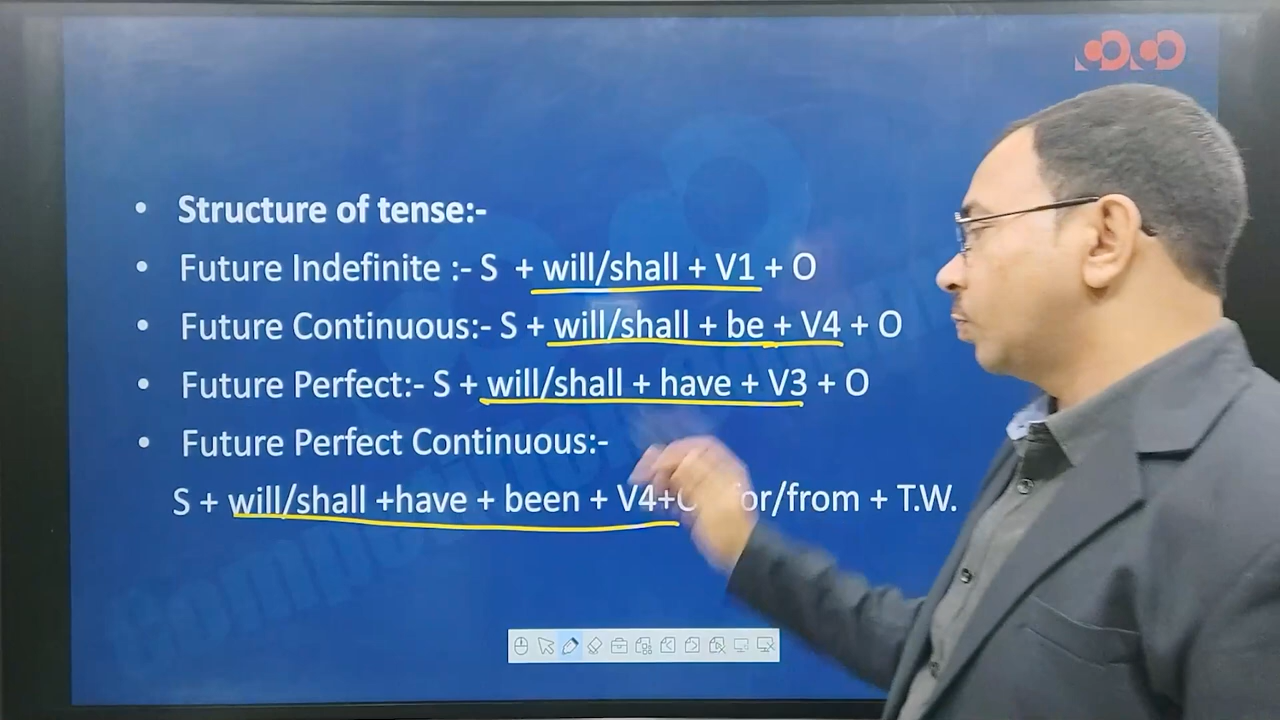 Structure of tense:-
Future Indefinite :- S + will/shall + V1 + O
Future Continuous:- S + will/shall + be + V4 + O
Future Perfect:- S + will/shall + have + V3 + O
Future Perfect Continuous:-
S + will/shall +have + been + V4+ /from + T.W.